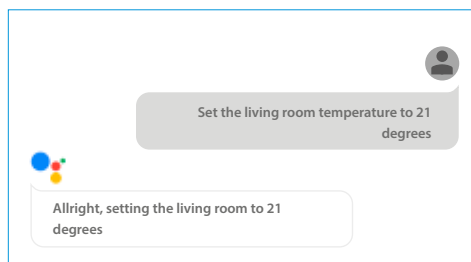 Set the living room temperature to 21
degrees
Allright, setting the living room to 21
degrees